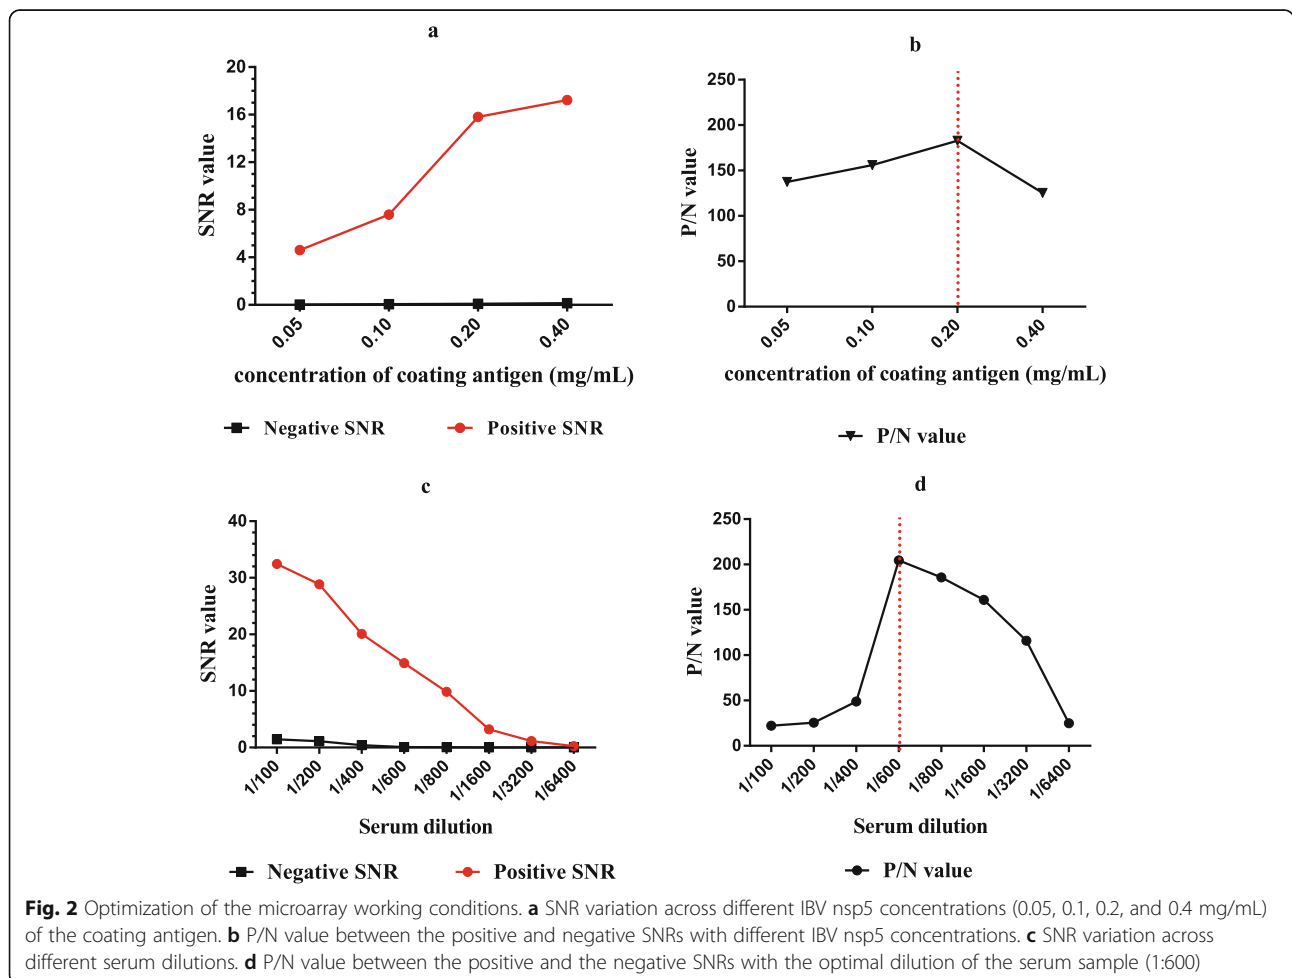 a
20
16
12
8
4
0
SNR value
0.05
0.10
0.20
0.40
concentration of coating antigen (mg/mL)
Negative SNR
Positive SNR
b
250
200
150
100
50
0
P/N value
0.05
0.10
0.20
0.40
concentration of coating antigen (mg/mL)
P/N value
c
40
30
20
10
0
SNR value
1/100
1/200
1/400
1/600
1/800
1/1600
1/3200
1/6400
Serum dilution
Negative SNR
Positive SNR
d
250
200
150
100
50
0
P/N value
1/100
1/200
1/400
1/600
1/800
1/1600
1/3200
1/6400
Serum dilution
P/N value
Fig. 2 Optimization of the microarray working conditions. a SNR variation across different IBV nsp5 concentrations (0.05, 0.1, 0.2, and 0.4 mg/mL)
of the coating antigen. b P/N value between the positive and negative SNRs with different IBV nsp5 concentrations. c SNR variation across
different serum dilutions. d P/N value between the positive and the negative SNRs with the optimal dilution of the serum sample (1:600)